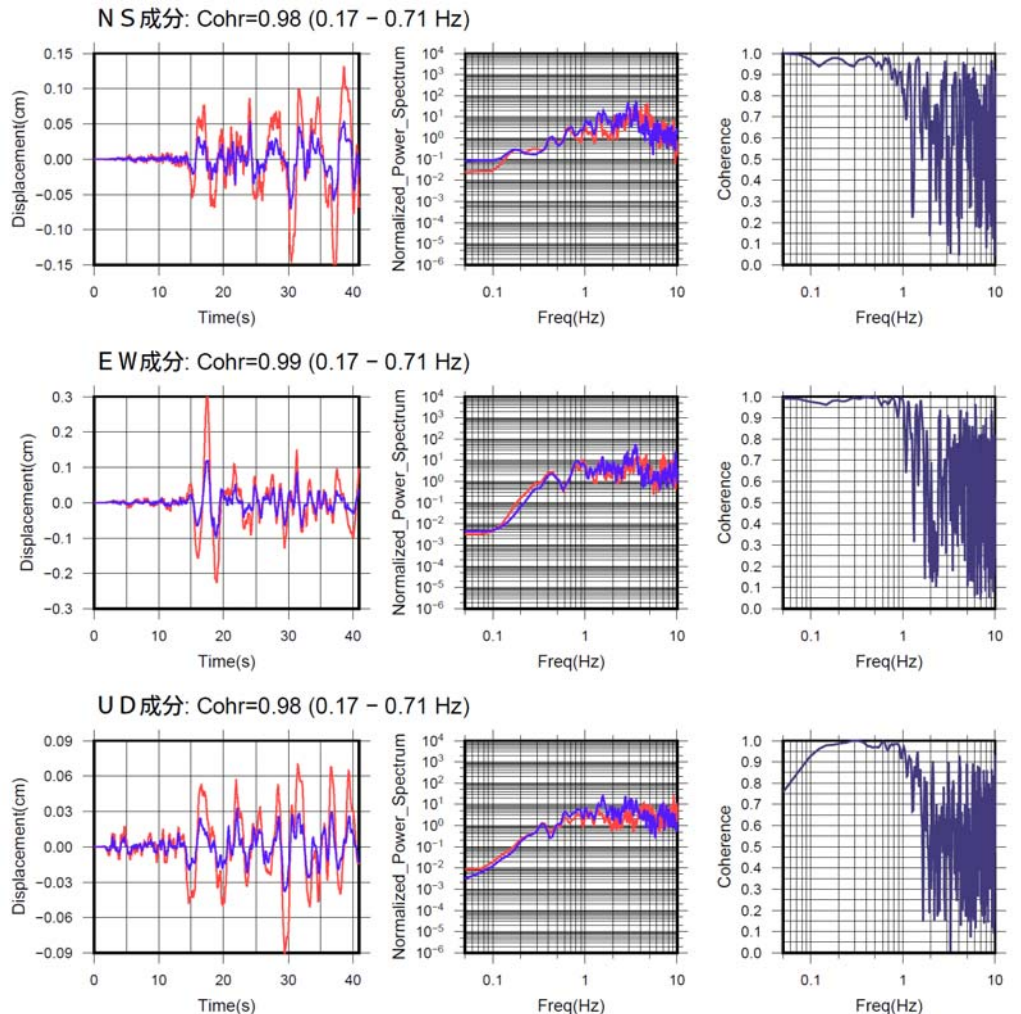 ＮＳ成分: Cohr=0.98 (0.17 − 0.71 Hz)
0.15
0.10
0.05
0.00
−0.05
−0.10
−0.15
Displacement(cm)
0 10 20 30 40
Time(s)
10⁴
10³
10²
10¹
10⁰
10⁻¹
10⁻²
10⁻³
10⁻⁴
10⁻⁵
10⁻⁶
Normalized_Power_Spectrum
0.1 1 10
Freq(Hz)
1.0
0.9
0.8
0.7
0.6
0.5
0.4
0.3
0.2
0.1
0.0
Coherence
0.1 1 10
Freq(Hz)
ＥＷ成分: Cohr=0.99 (0.17 − 0.71 Hz)
0.3
0.2
0.1
0.0
−0.1
−0.2
−0.3
Displacement(cm)
0 10 20 30 40
Time(s)
10⁴
10³
10²
10¹
10⁰
10⁻¹
10⁻²
10⁻³
10⁻⁴
10⁻⁵
10⁻⁶
Normalized_Power_Spectrum
0.1 1 10
Freq(Hz)
1.0
0.9
0.8
0.7
0.6
0.5
0.4
0.3
0.2
0.1
0.0
Coherence
0.1 1 10
Freq(Hz)
ＵＤ成分: Cohr=0.98 (0.17 − 0.71 Hz)
0.09
0.06
0.03
0.00
−0.03
−0.06
−0.09
Displacement(cm)
0 10 20 30 40
Time(s)
10⁴
10³
10²
10¹
10⁰
10⁻¹
10⁻²
10⁻³
10⁻⁴
10⁻⁵
10⁻⁶
Normalized_Power_Spectrum
0.1 1 10
Freq(Hz)
1.0
0.9
0.8
0.7
0.6
0.5
0.4
0.3
0.2
0.1
0.0
Coherence
0.1 1 10
Freq(Hz)